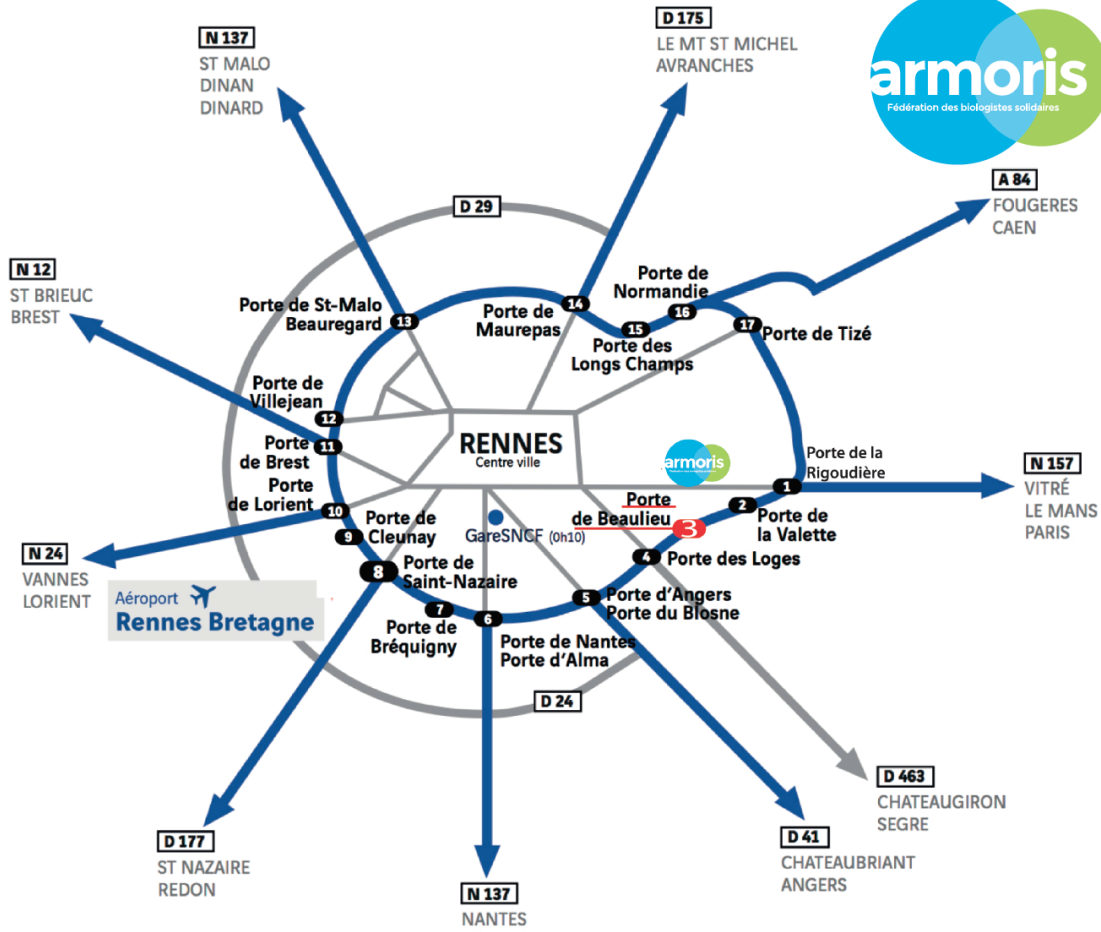 N 137
ST MALO
DINAN
DINARD
D 175
LE MT ST MICHEL
AVRANCHES
armoris
Fédération des biologistes solidaires
A 84
FOUGERES
CAEN
D 29
N 12
ST BRIEUC
BREST
Porte de St-Malo
Beauregard
13
Porte de
Maurepas
14
Porte de
Normandie
16
15
Porte des
Longs Champs
17
Porte de Tizé
Porte de
Villejean
12
11
Porte
de Brest
Porte
de Lorient
10
RENNES
Centre ville
armoris
Porte de la
Rigoudière
1
N 157
VITRÉ
LE MANS
PARIS
Porte
de Beaulieu
3
2
Porte de
la Valette
9
Porte de
Cleunay
GareSNCF (0h10)
4
Porte des Loges
N 24
VANNES
LORIENT
8
Porte de
Saint-Nazaire
Aéroport
Rennes Bretagne
7
Porte de
Bréquigny
6
Porte de Nantes
Porte d'Alma
5
Porte d'Angers
Porte du Blosne
D 24
D 463
CHATEAUGIRON
SEGRE
D 177
ST NAZAIRE
REDON
D 41
CHATEAUBRIANT
ANGERS
N 137
NANTES